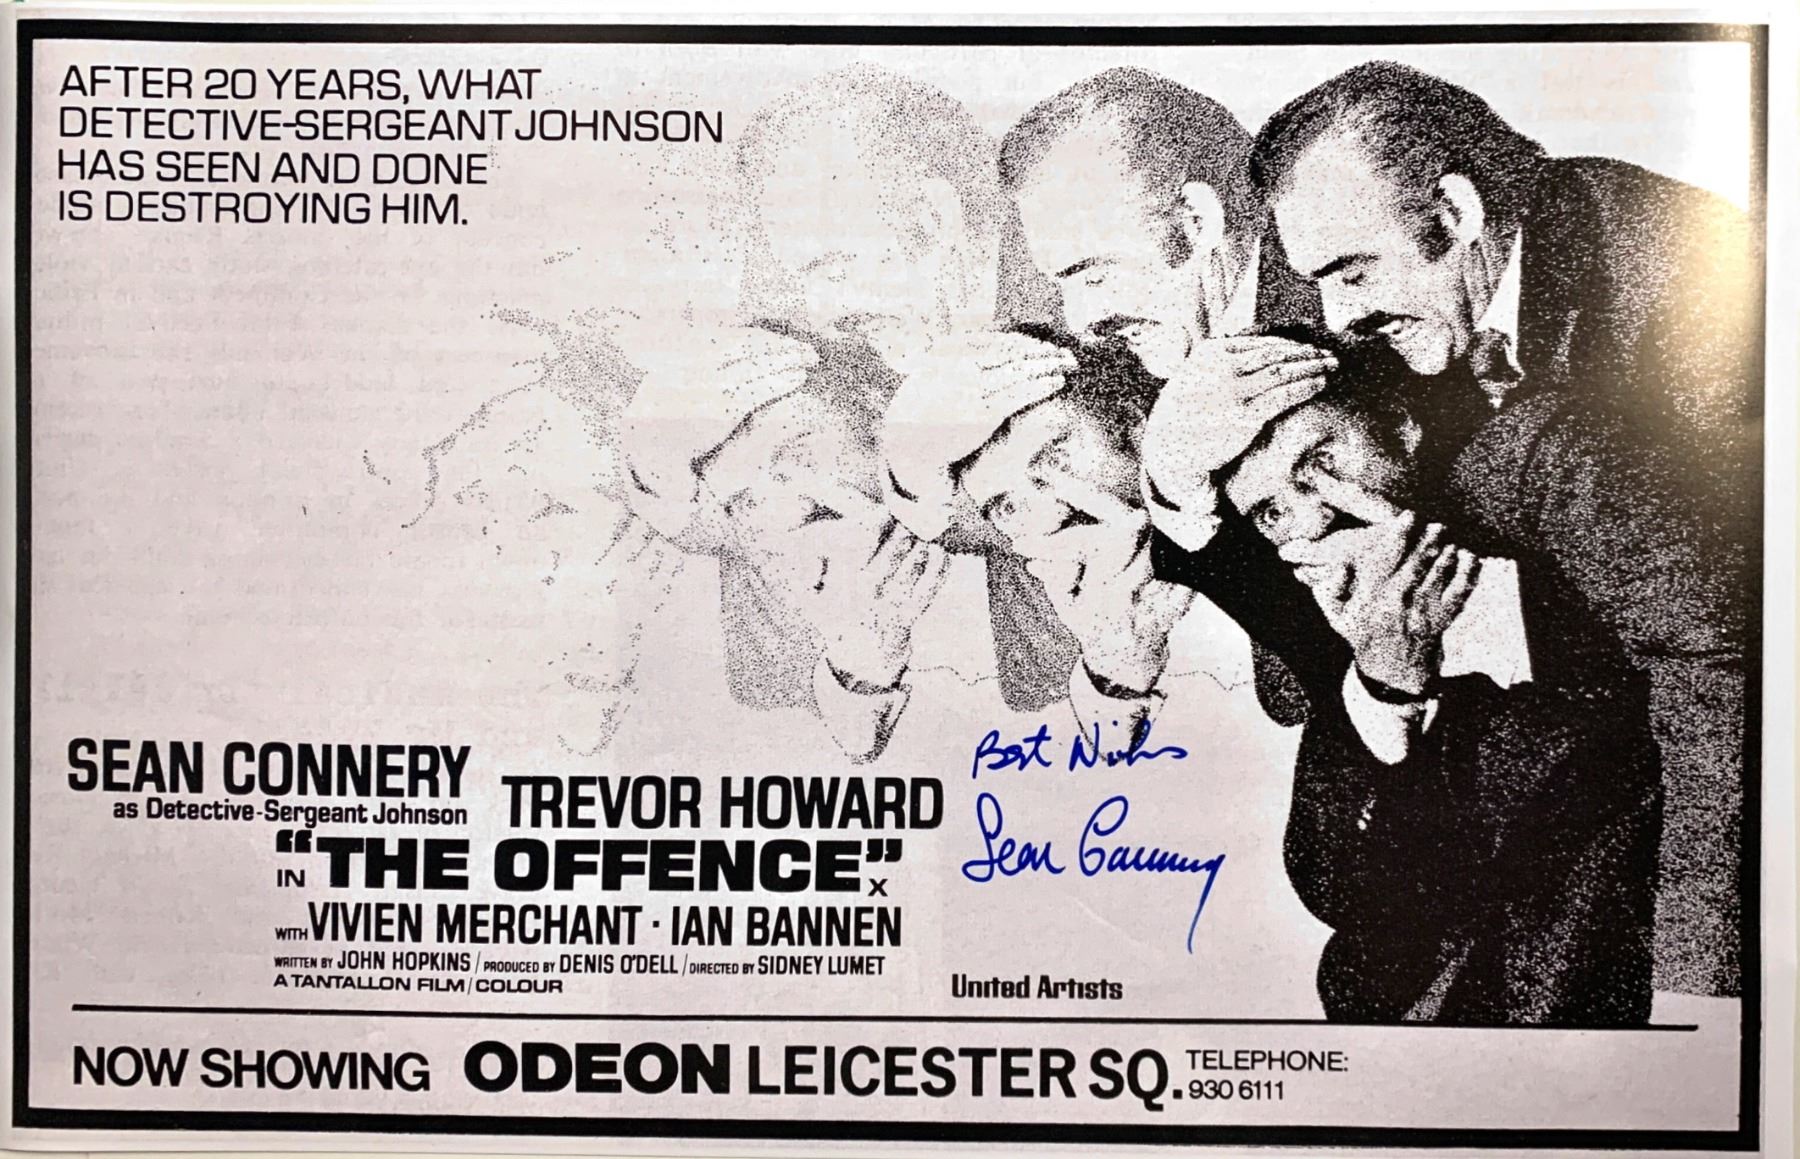 AFTER 20 YEARS, WHAT
DETECTIVE-SERGEANT JOHNSON
HAS SEEN AND DONE
IS DESTROYING HIM.
SEAN CONNERY
as Detective-Sergeant Johnson
TREVOR HOWARD
IN "THE OFFENCE" X
WITH VIVIEN MERCHANT · IAN BANNEN
WRITTEN BY JOHN HOPKINS / PRODUCED BY DENIS O'DELL / DIRECTED BY SIDNEY LUMET
A TANTALLON FILM / COLOUR
Best Wishes
Sean Connery
United Artists
NOW SHOWING ODEON LEICESTER SQ. TELEPHONE:
930 6111